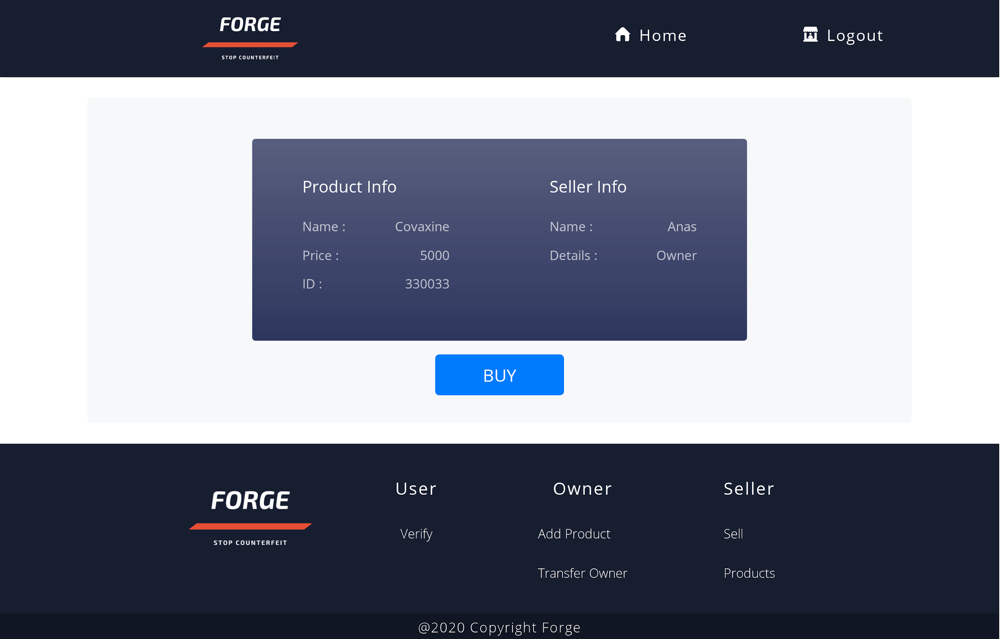 FORGE
STOP COUNTERFEIT
Home
Logout
Product Info
Name : Covaxine
Price : 5000
ID : 330033
Seller Info
Name : Anas
Details : Owner
BUY
FORGE
STOP COUNTERFEIT
User
Verify
Owner
Add Product
Transfer Owner
Seller
Sell
Products
@2020 Copyright Forge